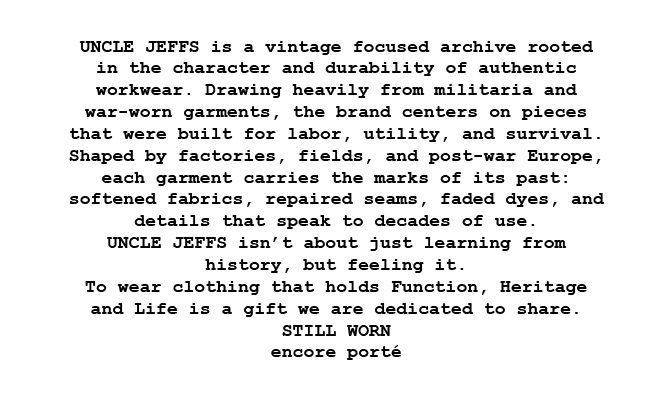 UNCLE JEFFS is a vintage focused archive rooted
in the character and durability of authentic
workwear. Drawing heavily from militaria and
war-worn garments, the brand centers on pieces
that were built for labor, utility, and survival.
Shaped by factories, fields, and post-war Europe,
each garment carries the marks of its past:
softened fabrics, repaired seams, faded dyes, and
details that speak to decades of use.
UNCLE JEFFS isn’t about just learning from
history, but feeling it.
To wear clothing that holds Function, Heritage
and Life is a gift we are dedicated to share.
STILL WORN
encore porté